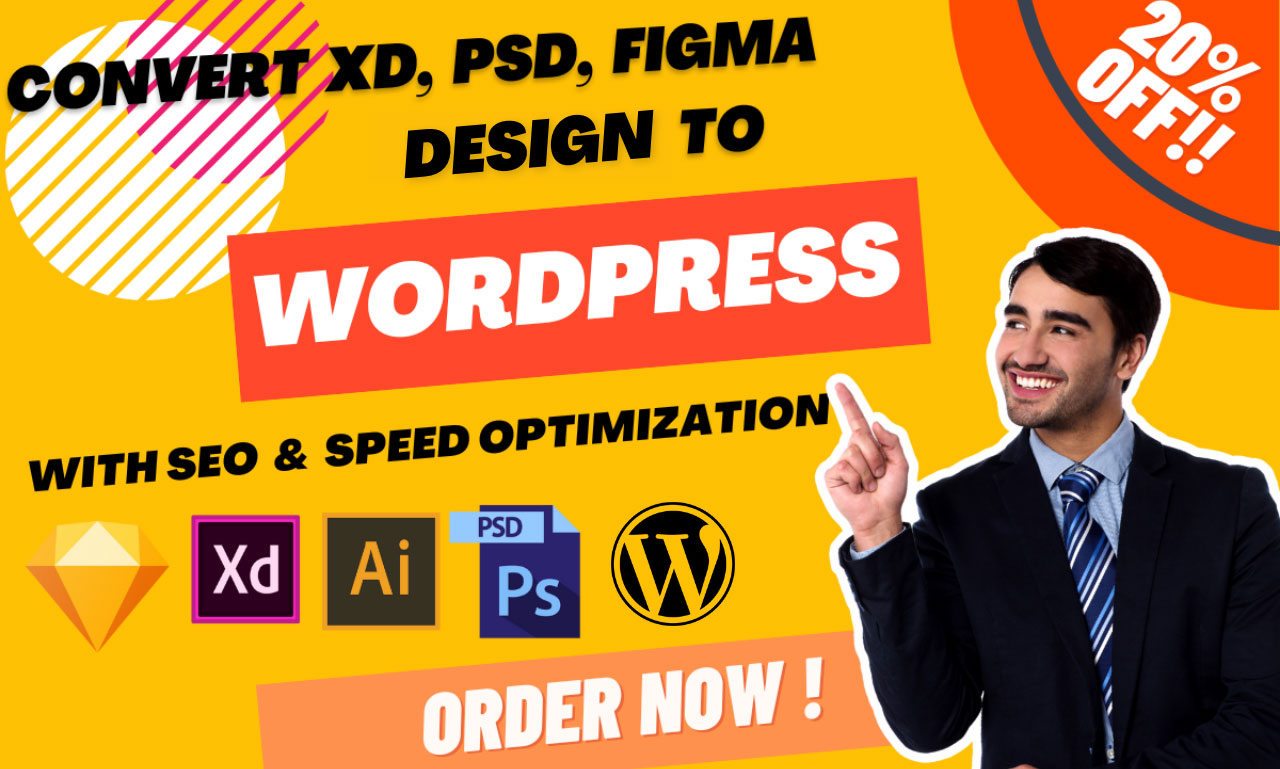 CONVERT XD, PSD, FIGMA
DESIGN TO
WORDPRESS
WITH SEO & SPEED OPTIMIZATION
20%
OFF!!
Xd
Ai
PSD
Ps
W
ORDER NOW !